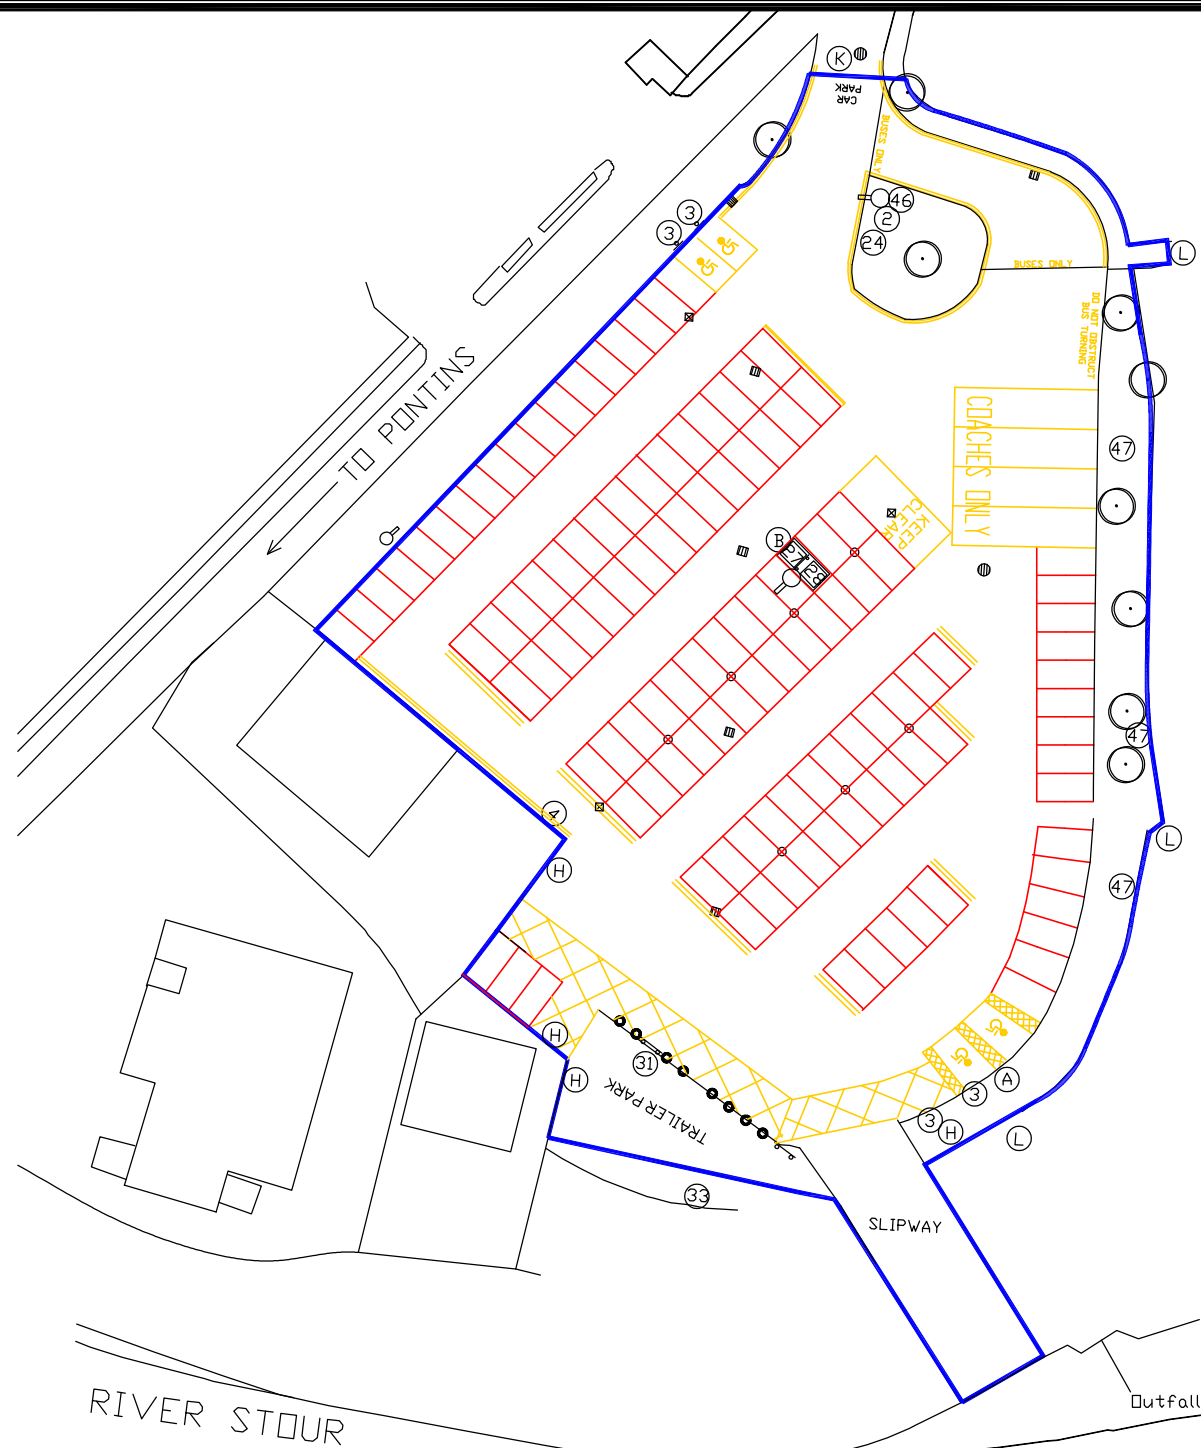 K
CAR
PARK
BUSES ONLY
46
2
24
3
3
L
BUSES ONLY
DO NOT OBSTRUCT
BUS TURNING
TO PONTINS
COACHES ONLY
47
KEEP
CLEAR
B
27
28
47
4
L
H
47
H
31
H
TRAILER PARK
A
3
3
H
L
33
SLIPWAY
RIVER STOUR
Outfall